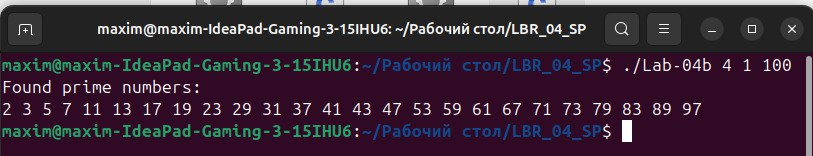 maxim@maxim-IdeaPad-Gaming-3-15IHU6: ~/Рабочий стол/LBR_04_SP
maxim@maxim-IdeaPad-Gaming-3-15IHU6:~/Рабочий стол/LBR_04_SP$ ./Lab-04b 4 1 100
Found prime numbers:
2 3 5 7 11 13 17 19 23 29 31 37 41 43 47 53 59 61 67 71 73 79 83 89 97
maxim@maxim-IdeaPad-Gaming-3-15IHU6:~/Рабочий стол/LBR_04_SP$